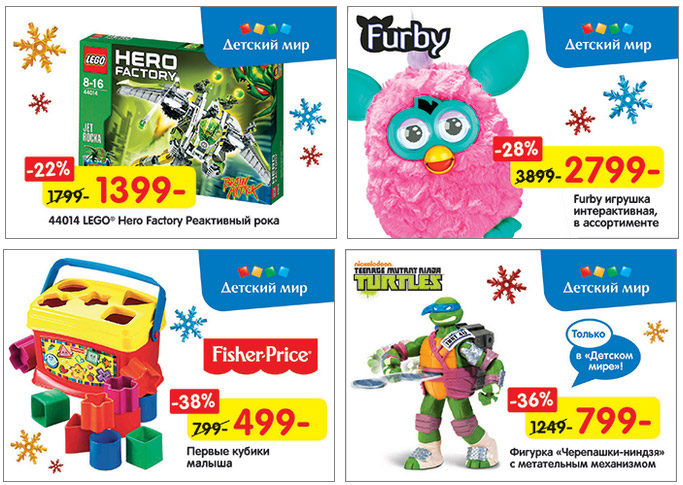 Детский мир
LEGO
HERO
FACTORY
8-16
44014
JET
ROCKA
BRAIN
ATTACK
-22%
1799- 1399-
44014 LEGO® Hero Factory Реактивный рока
Furby
Детский мир
-28%
3899- 2799-
Furby игрушка
интерактивная,
в ассортименте
Детский мир
Fisher-Price®
-38%
799- 499-
Первые кубики
малыша
nickelodeon
TEENAGE MUTANT NINJA
TURTLES
Детский мир
Только
в «Детском
мире»!
-36%
1249- 799-
Фигурка «Черепашки-ниндзя»
с метательным механизмом